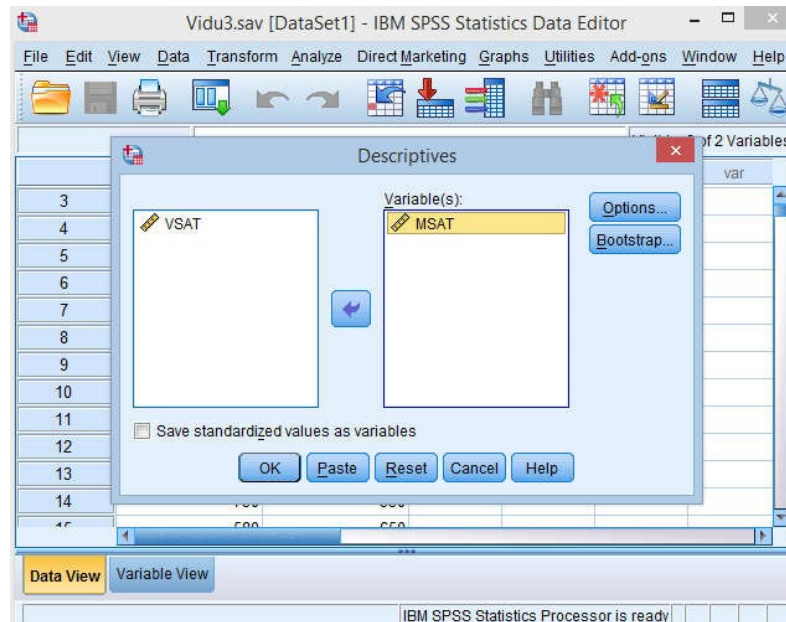 Vidu3.sav [DataSet1] - IBM SPSS Statistics Data Editor
File Edit View Data Transform Analyze Direct Marketing Graphs Utilities Add-ons Window Help
of 2 Variables
Descriptives
var
Variable(s):
VSAT
MSAT
Options...
Bootstrap...
3
4
5
6
7
8
9
10
11
12
13
14
Save standardized values as variables
OK Paste Reset Cancel Help
Data View Variable View
IBM SPSS Statistics Processor is ready